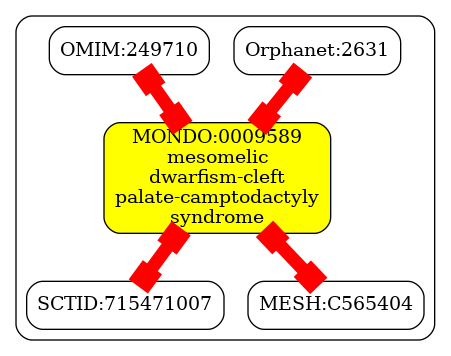 OMIM:249710
Orphanet:2631
MONDO:0009589
mesomelic
dwarfism-cleft
palate-camptodactyly
syndrome
SCTID:715471007
MESH:C565404